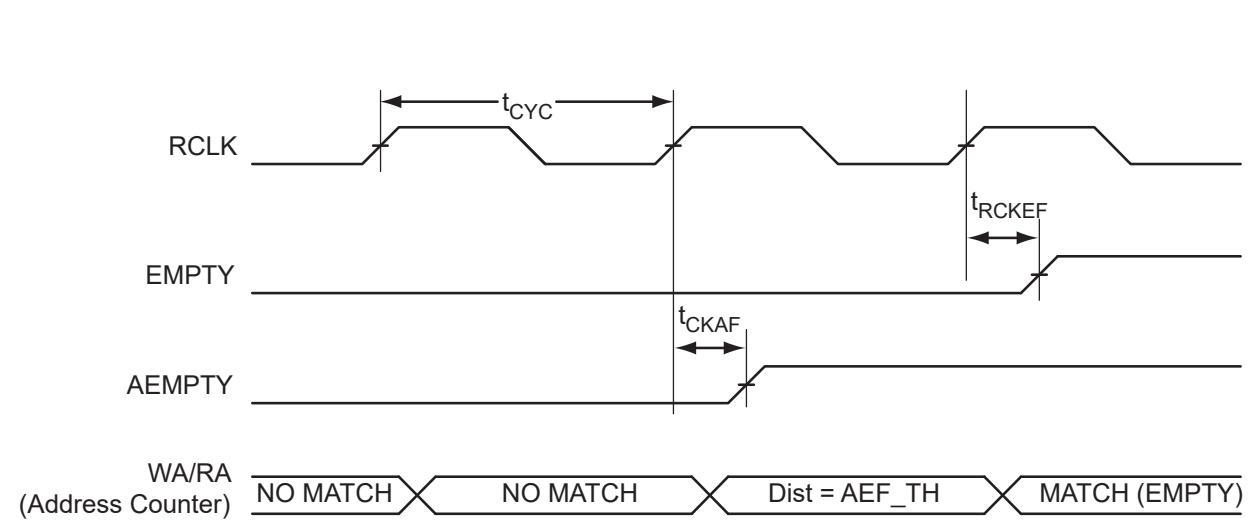 tCYC
RCLK
tRCKEF
EMPTY
tCKAF
AEMPTY
WA/RA
(Address Counter)
NO MATCH
NO MATCH
Dist = AEF_TH
MATCH (EMPTY)